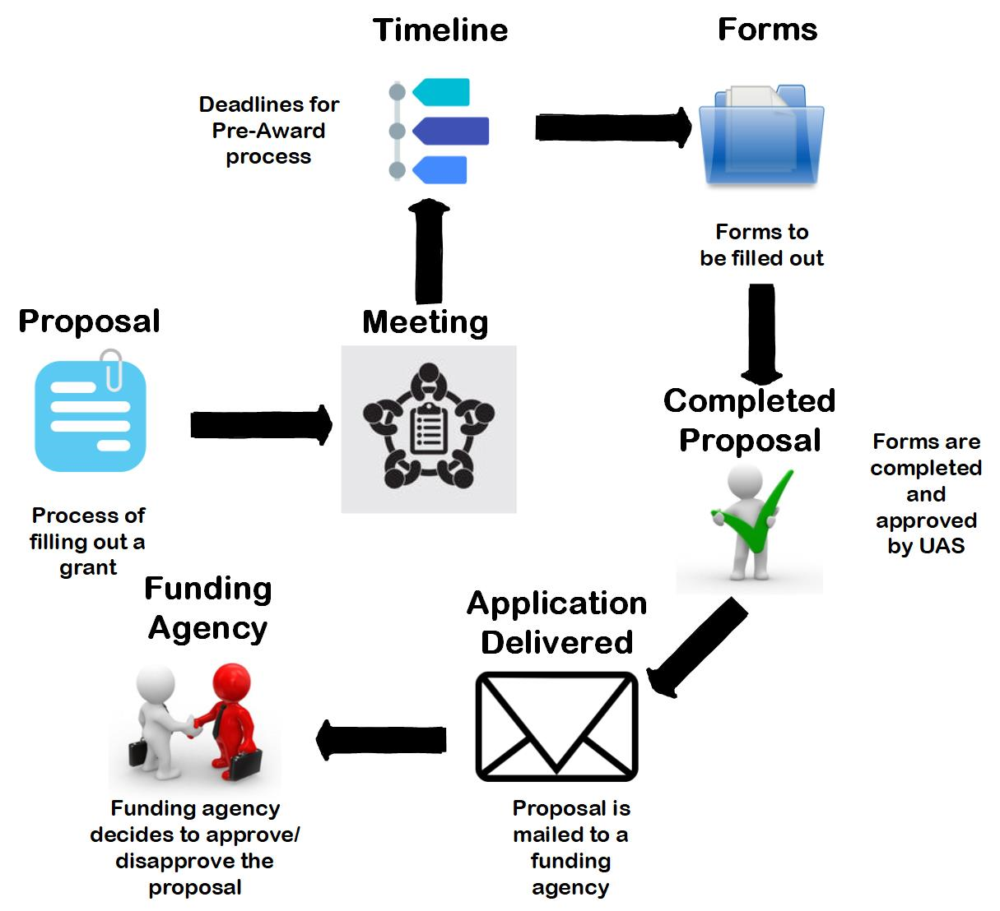 Timeline
Deadlines for
Pre-Award
process
Forms
Forms to
be filled out
Proposal
Process of
filling out a
grant
Meeting
Completed
Proposal
Forms are
completed
and
approved
by UAS
Application
Delivered
Proposal is
mailed to a
funding
agency
Funding
Agency
Funding agency
decides to approve/
disapprove the
proposal